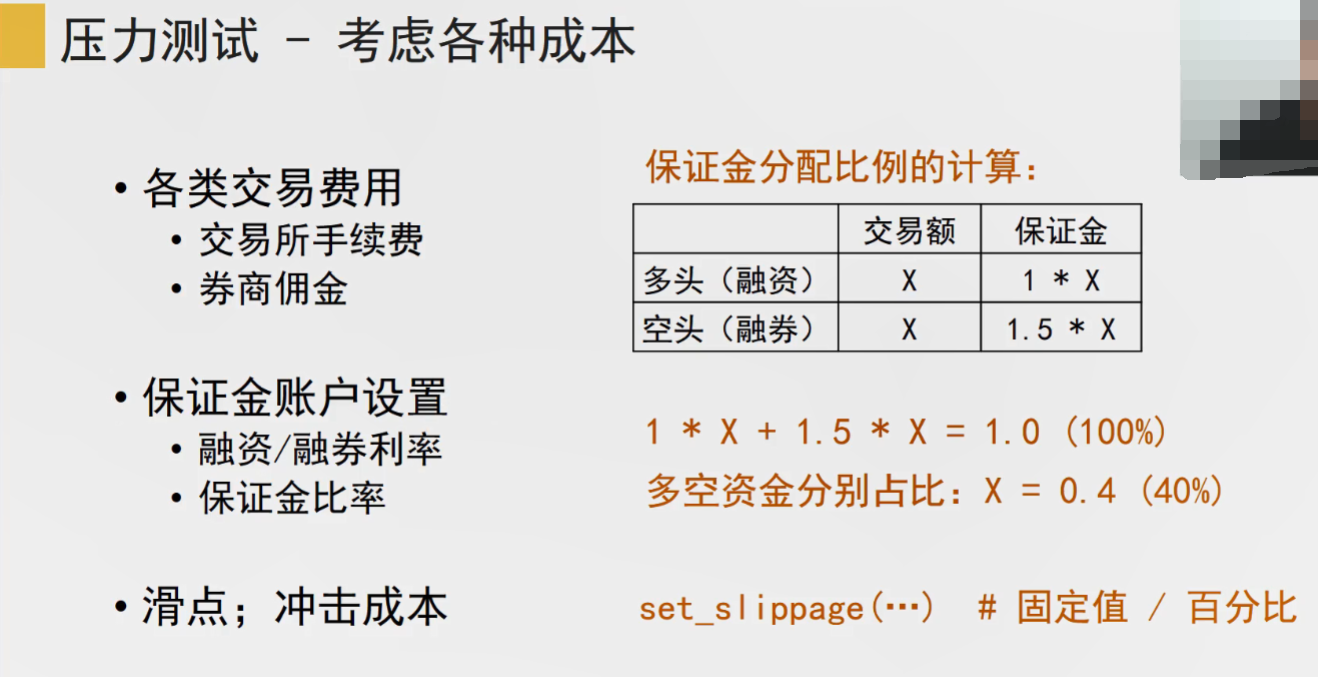 压力测试 - 考虑各种成本
• 各类交易费用
• 交易所手续费
• 券商佣金
• 保证金账户设置
• 融资/融券利率
• 保证金比率
• 滑点；冲击成本
保证金分配比例的计算：
交易额 保证金
多头（融资） X 1 * X
空头（融券） X 1.5 * X
1 * X + 1.5 * X = 1.0 (100%)
多空资金分别占比：X = 0.4 (40%)
set_slippage(…) # 固定值 / 百分比